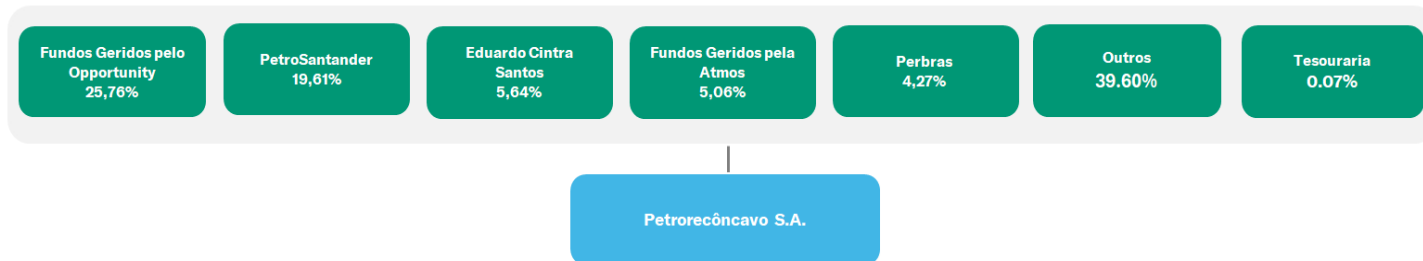 Fundos Geridos pelo
Opportunity
25,76%
PetroSantander
19,61%
Eduardo Cintra
Santos
5,64%
Fundos Geridos pela
Atmos
5,06%
Perbras
4,27%
Outros
39.60%
Tesouraria
0.07%
Petrorecôncavo S.A.